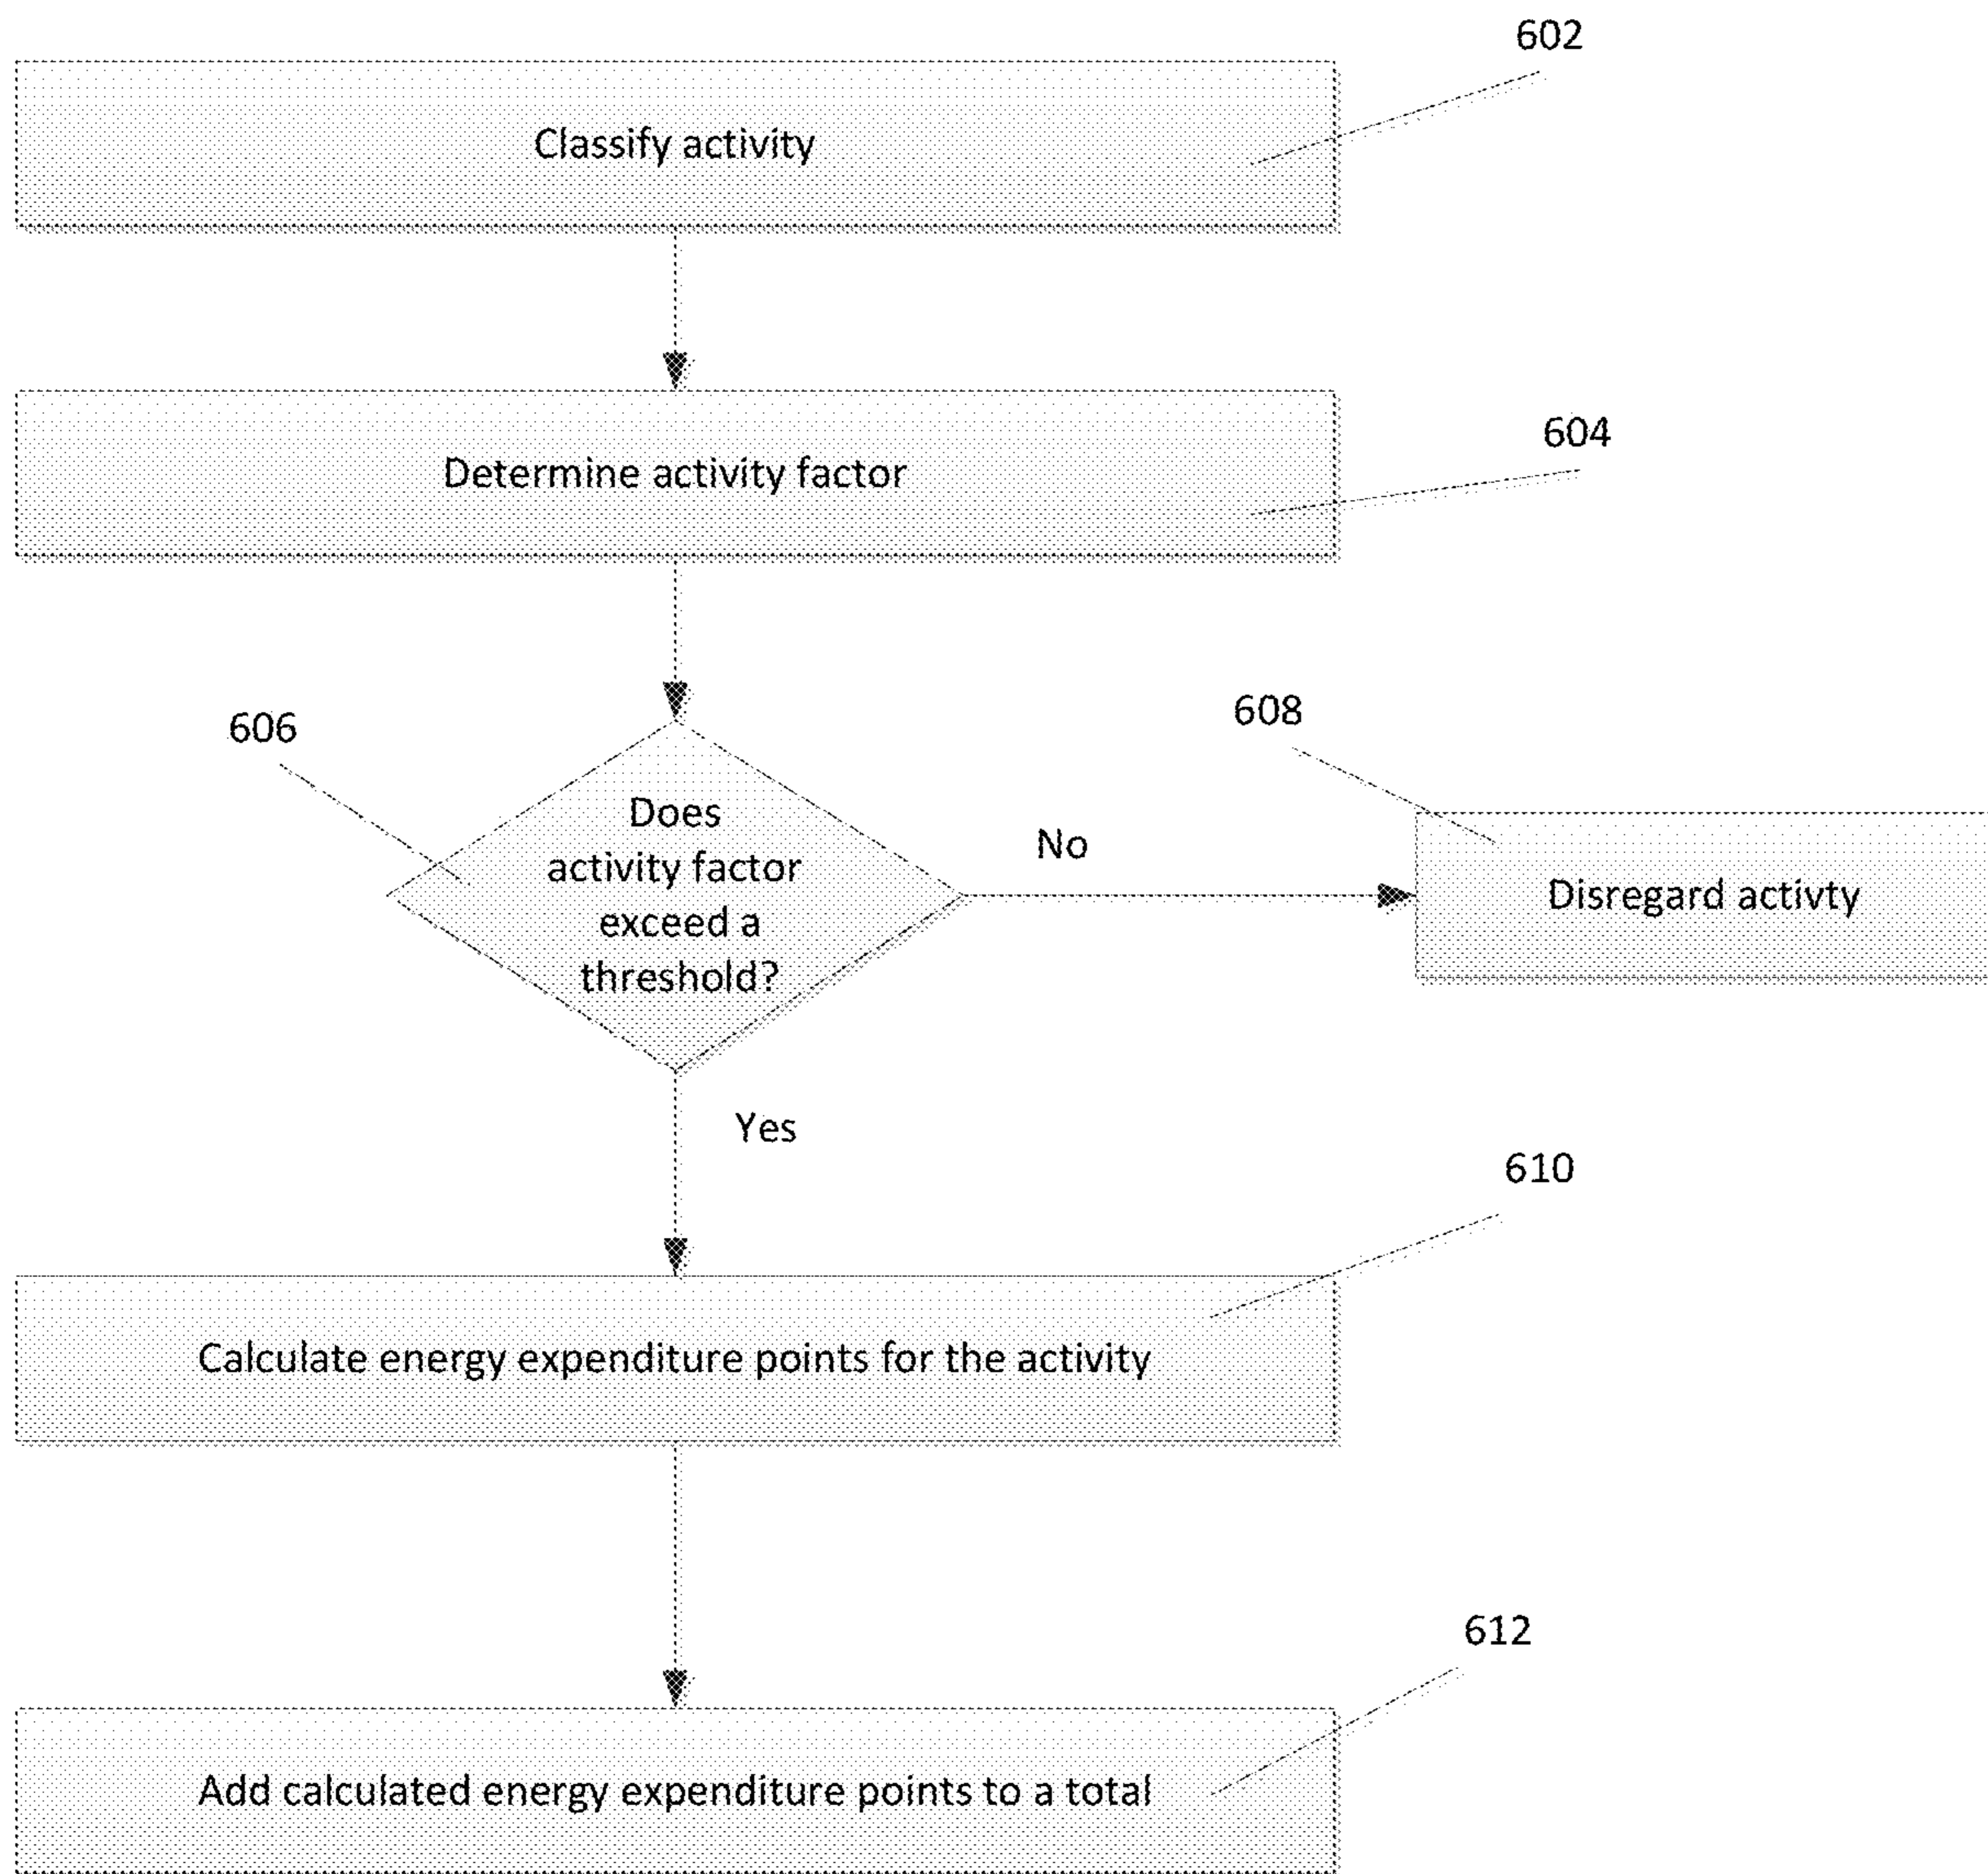 602
Classify activity
604
Determine activity factor
606
608
Does
activity factor
exceed a
threshold?
No
Disregard activty
Yes
610
Calculate energy expenditure points for the activity
612
Add calculated energy expenditure points to a total